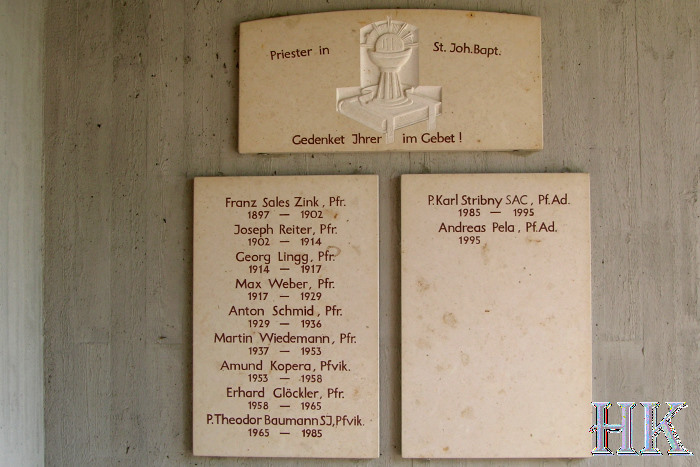 Priester in St. Joh.Bapt.
Gedenket Jhrer im Gebet!
Franz Sales Zink, Pfr.
1897 — 1902
Joseph Reiter, Pfr.
1902 — 1914
Georg Lingg, Pfr.
1914 — 1917
Max Weber, Pfr.
1917 — 1929
Anton Schmid, Pfr.
1929 — 1936
Martin Wiedemann, Pfr.
1937 — 1953
Amund Kopera, Pfvik.
1953 — 1958
Erhard Glöckler, Pfr.
1958 — 1965
P. Theodor Baumann SJ, Pfvik.
1965 — 1985
P. Karl Stribny SAC, Pf.Ad.
1985 — 1995
Andreas Pela, Pf.Ad.
1995
HK